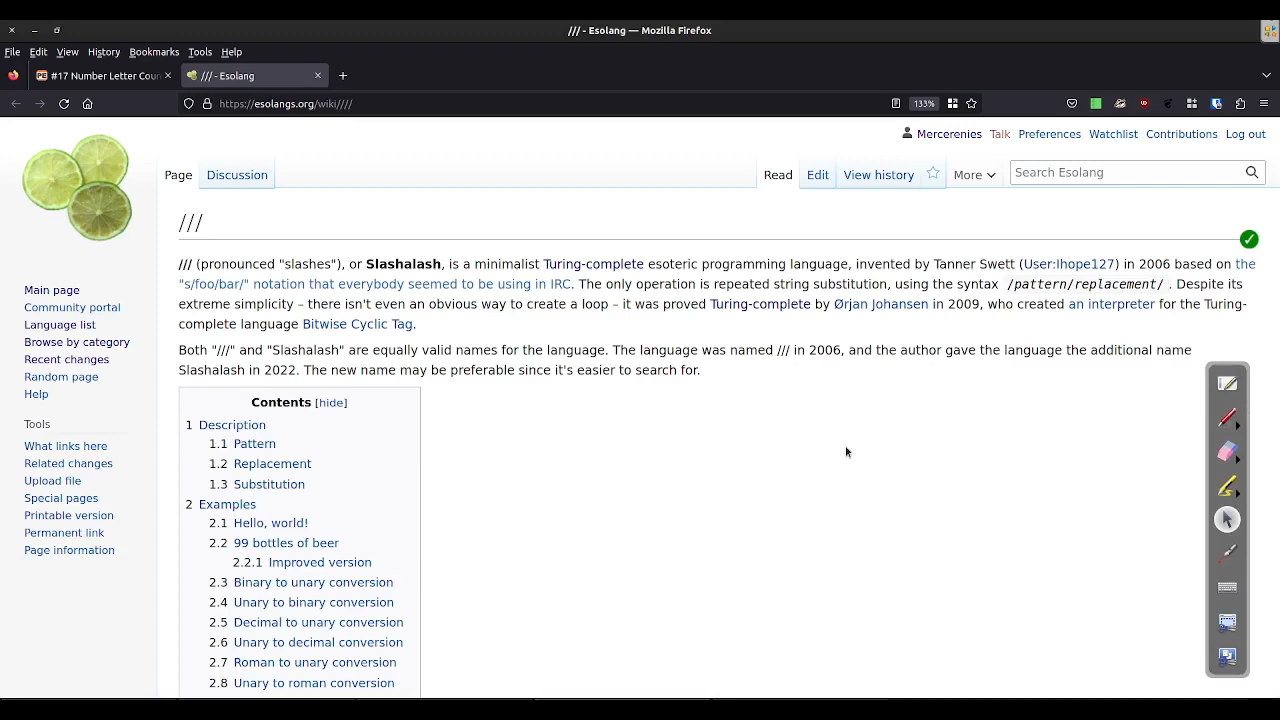 /// - Esolang — Mozilla Firefox
File Edit View History Bookmarks Tools Help
PE #17 Number Letter Coun
/// - Esolang
https://esolangs.org/wiki////
133%
Mercerenies Talk Preferences Watchlist Contributions Log out
Page Discussion Read Edit View history More Search Esolang
///
/// (pronounced "slashes"), or Slashalash, is a minimalist Turing-complete esoteric programming language, invented by Tanner Swett (User:Ihope127) in 2006 based on the
"s/foo/bar/" notation that everybody seemed to be using in IRC. The only operation is repeated string substitution, using the syntax /pattern/replacement/ . Despite its
extreme simplicity – there isn't even an obvious way to create a loop – it was proved Turing-complete by Ørjan Johansen in 2009, who created an interpreter for the Turing-
complete language Bitwise Cyclic Tag.
Both "///" and "Slashalash" are equally valid names for the language. The language was named /// in 2006, and the author gave the language the additional name
Slashalash in 2022. The new name may be preferable since it's easier to search for.
Main page
Community portal
Language list
Browse by category
Recent changes
Random page
Help
Tools
What links here
Related changes
Upload file
Special pages
Printable version
Permanent link
Page information
Contents [hide]
1 Description
1.1 Pattern
1.2 Replacement
1.3 Substitution
2 Examples
2.1 Hello, world!
2.2 99 bottles of beer
2.2.1 Improved version
2.3 Binary to unary conversion
2.4 Unary to binary conversion
2.5 Decimal to unary conversion
2.6 Unary to decimal conversion
2.7 Roman to unary conversion
2.8 Unary to roman conversion